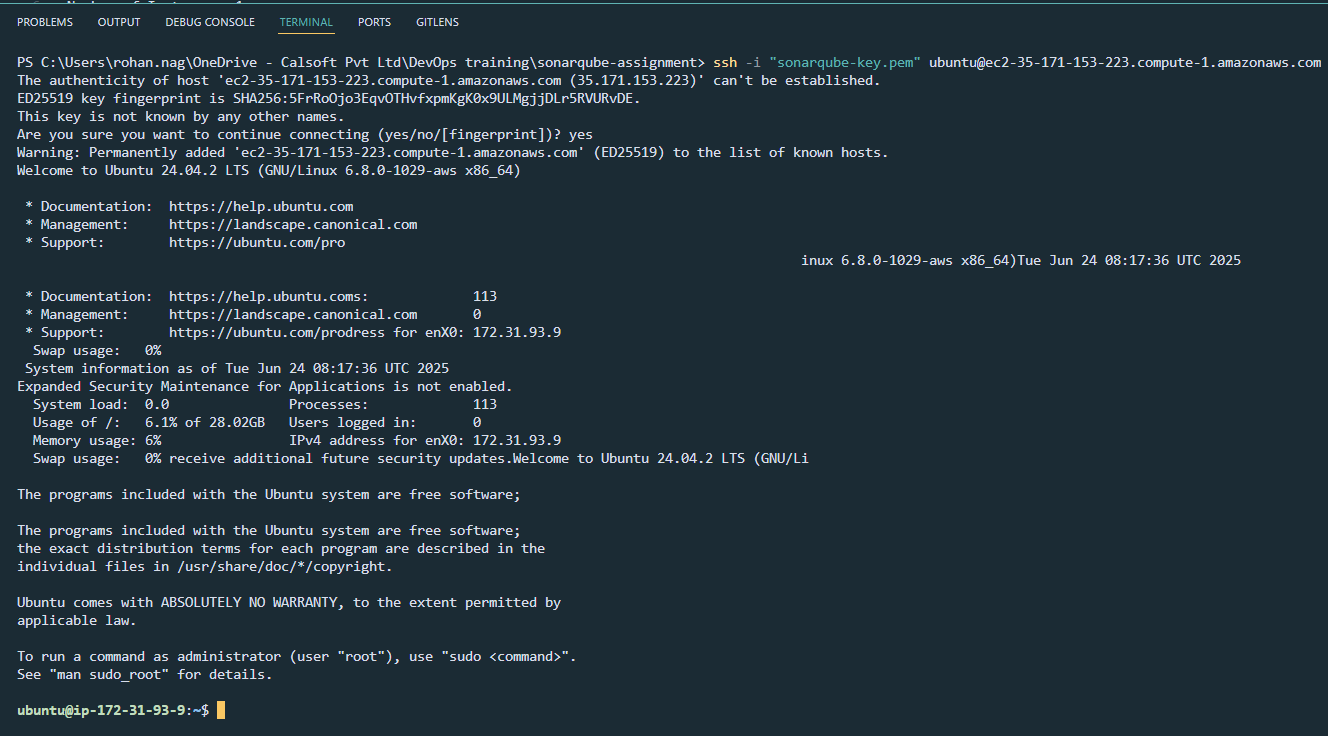 PROBLEMS OUTPUT DEBUG CONSOLE TERMINAL PORTS GITLENS
PS C:\Users\rohan.nag\OneDrive - Calsoft Pvt Ltd\DevOps training\sonarqube-assignment> ssh -i "sonarqube-key.pem" ubuntu@ec2-35-171-153-223.compute-1.amazonaws.com
The authenticity of host 'ec2-35-171-153-223.compute-1.amazonaws.com (35.171.153.223)' can't be established.
ED25519 key fingerprint is SHA256:5FrRoOjo3EqvOTHvfxpmKgK0x9ULMgjjDLr5RVURvDE.
This key is not known by any other names.
Are you sure you want to continue connecting (yes/no/[fingerprint])? yes
Warning: Permanently added 'ec2-35-171-153-223.compute-1.amazonaws.com' (ED25519) to the list of known hosts.
Welcome to Ubuntu 24.04.2 LTS (GNU/Linux 6.8.0-1029-aws x86_64)
* Documentation:  https://help.ubuntu.com
* Management:     https://landscape.canonical.com
* Support:        https://ubuntu.com/pro
inux 6.8.0-1029-aws x86_64)Tue Jun 24 08:17:36 UTC 2025
* Documentation:  https://help.ubuntu.coms:             113
* Management:     https://landscape.canonical.com       0
* Support:        https://ubuntu.com/prodress for enX0: 172.31.93.9
Swap usage:   0%
System information as of Tue Jun 24 08:17:36 UTC 2025
Expanded Security Maintenance for Applications is not enabled.
System load:  0.0               Processes:             113
Usage of /:   6.1% of 28.02GB   Users logged in:       0
Memory usage: 6%                IPv4 address for enX0: 172.31.93.9
Swap usage:   0% receive additional future security updates.Welcome to Ubuntu 24.04.2 LTS (GNU/Li
The programs included with the Ubuntu system are free software;
The programs included with the Ubuntu system are free software;
the exact distribution terms for each program are described in the
individual files in /usr/share/doc/*/copyright.
Ubuntu comes with ABSOLUTELY NO WARRANTY, to the extent permitted by
applicable law.
To run a command as administrator (user "root"), use "sudo <command>".
See "man sudo_root" for details.
ubuntu@ip-172-31-93-9:~$